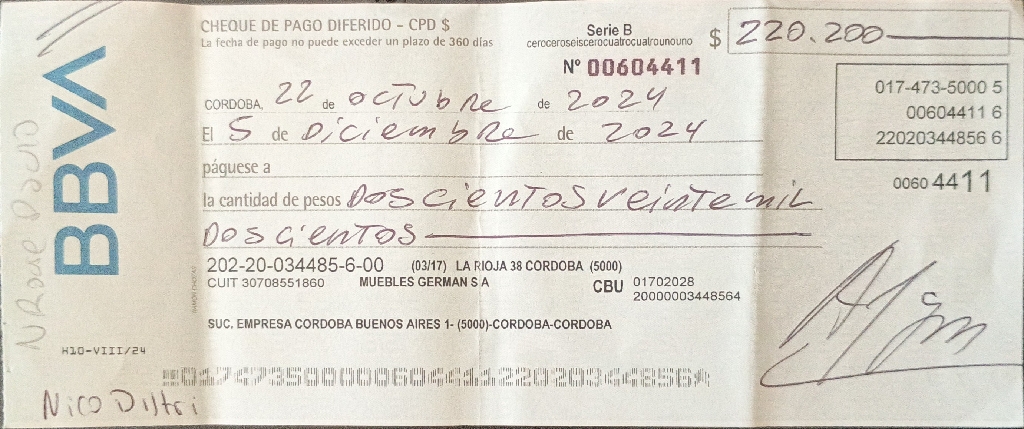 BBVA
CHEQUE DE PAGO DIFERIDO - CPD $
La fecha de pago no puede exceder un plazo de 360 días
Serie B
ceroceroseiscerocuatrocuatrounouno
$ 220.200
Nº 00604411
017-473-5000 5
00604411 6
22020344856 6
0060 4411
CORDOBA, 22 de octubre de 2024
El 5 de Diciembre de 2024
páguese a
la cantidad de pesos Doscientos veinte mil
Doscientos
202-20-034485-6-00 (03/17) LA RIOJA 38 CORDOBA (5000)
CUIT 30708551860 MUEBLES GERMAN S A
CBU 01702028
20000003448564
SUC. EMPRESA CORDOBA BUENOS AIRES 1- (5000)-CORDOBA-CORDOBA
H10-VIII/24
Nico Distri